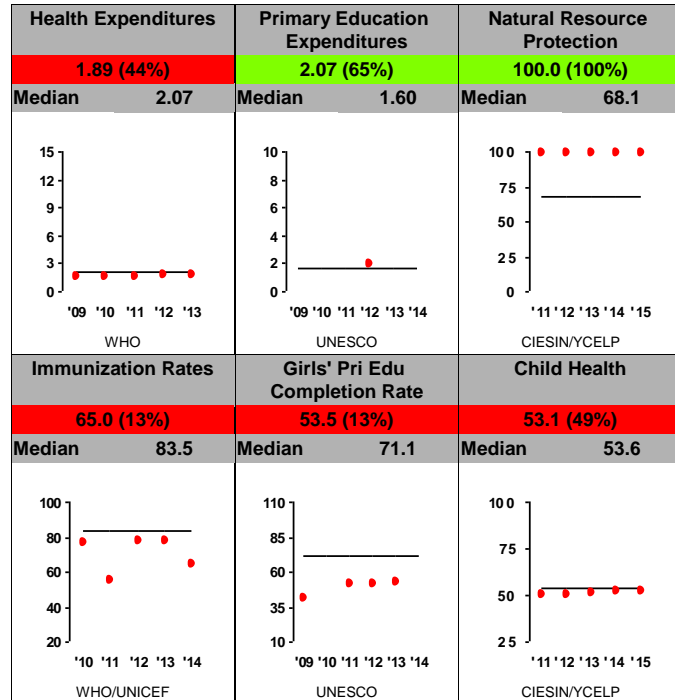 Health Expenditures
1.89 (44%)
Median 2.07
15
12
9
6
3
0
'09 '10 '11 '12 '13
WHO
Primary Education
Expenditures
2.07 (65%)
Median 1.60
10
8
6
4
2
0
'09 '10 '11 '12 '13 '14
UNESCO
Natural Resource
Protection
100.0 (100%)
Median 68.1
100
75
50
25
0
'11 '12 '13 '14 '15
CIESIN/YCELP
Immunization Rates
65.0 (13%)
Median 83.5
100
80
60
40
20
'10 '11 '12 '13 '14
WHO/UNICEF
Girls' Pri Edu
Completion Rate
53.5 (13%)
Median 71.1
110
85
60
35
10
'09 '10 '11 '12 '13 '14
UNESCO
Child Health
53.1 (49%)
Median 53.6
100
75
50
25
'11 '12 '13 '14 '15
CIESIN/YCELP